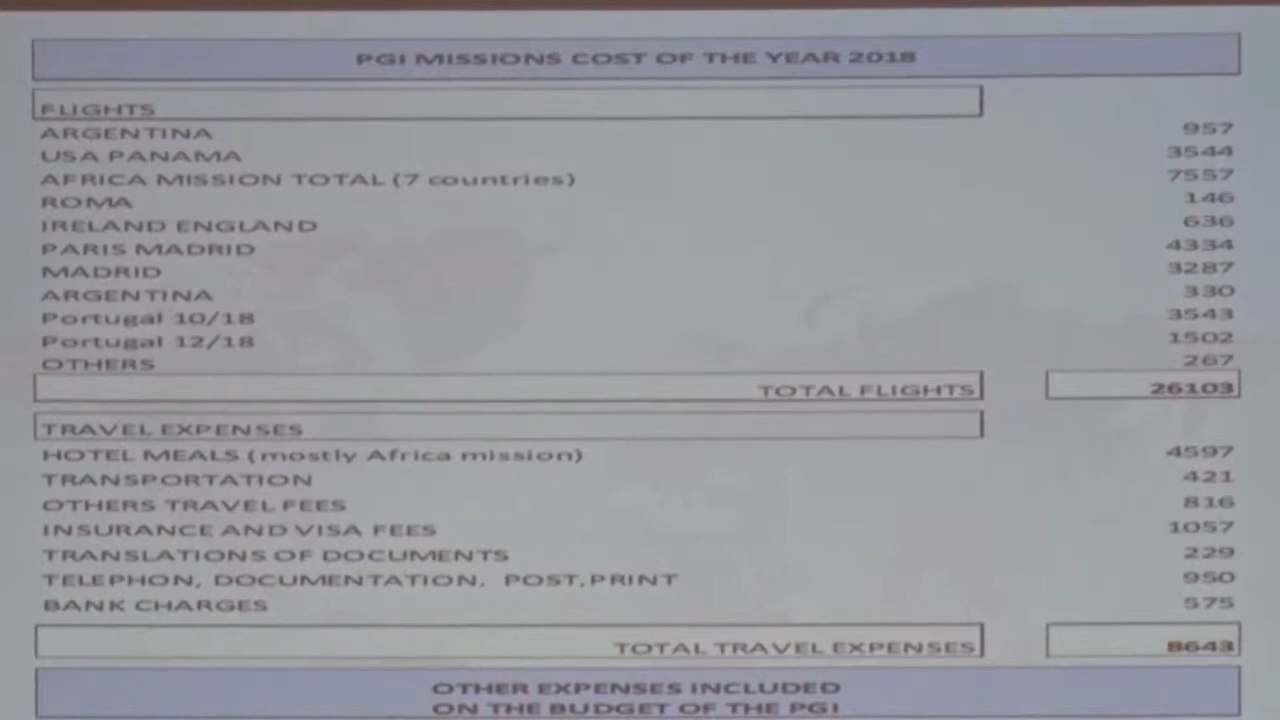 PGI MISSIONS COST OF THE YEAR 2018
FLIGHTS
ARGENTINA 957
USA PANAMA 3544
AFRICA MISSION TOTAL (7 countries) 7557
ROMA 146
IRELAND ENGLAND 636
PARIS MADRID 4334
MADRID 3287
ARGENTINA 330
Portugal 10/18 3543
Portugal 12/18 1502
OTHERS 267
TOTAL FLIGHTS 26103
TRAVEL EXPENSES
HOTEL MEALS (mostly Africa mission) 4597
TRANSPORTATION 421
OTHERS TRAVEL FEES 816
INSURANCE AND VISA FEES 1057
TRANSLATIONS OF DOCUMENTS 229
TELEPHON, DOCUMENTATION, POST,PRINT 950
BANK CHARGES 575
TOTAL TRAVEL EXPENSES 8643
OTHER EXPENSES INCLUDED
ON THE BUDGET OF THE PGI